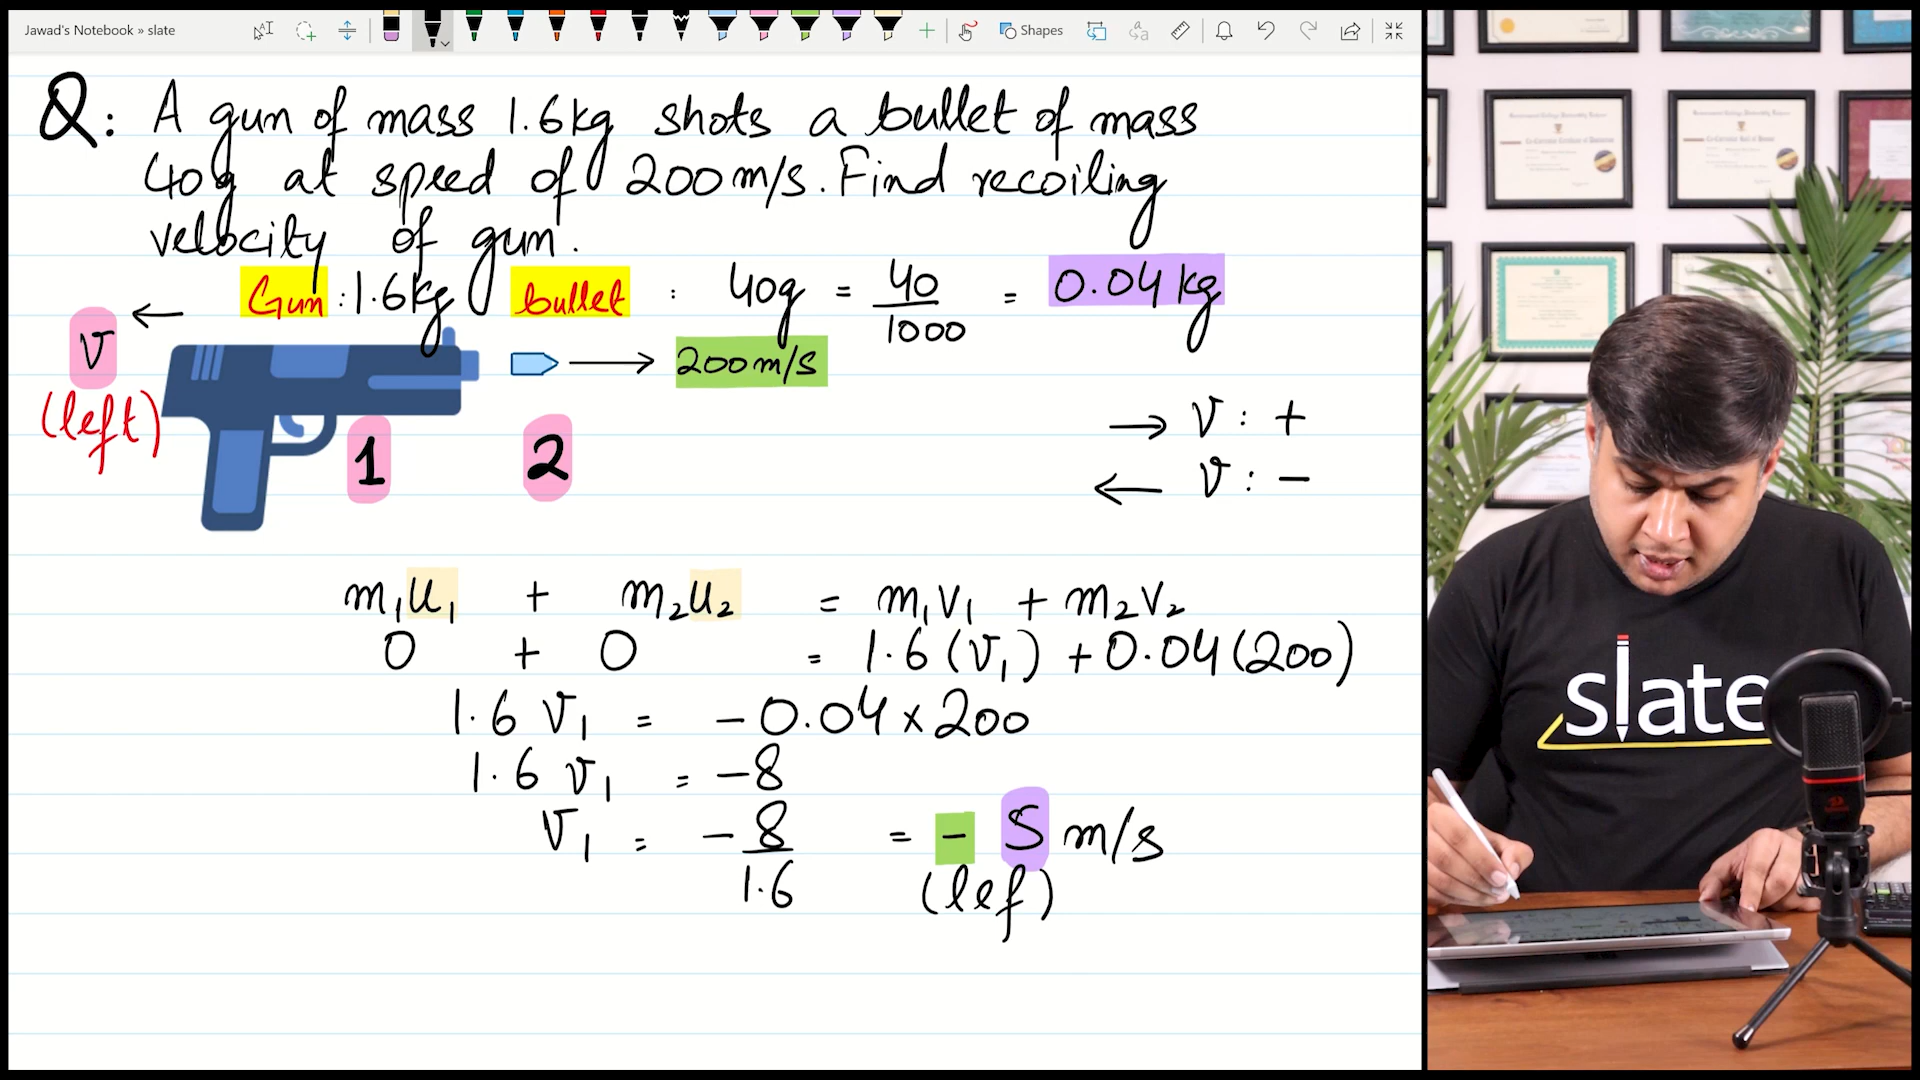 Jawad's Notebook » slate
Shapes
Q: A gun of mass 1.6kg shots a bullet of mass
40g at speed of 200m/s. Find recoiling
velocity of gun.
Gun : 1.6kg bullet : 40g = 40/1000 = 0.04 kg
V ← 200m/s
(left)
1 2
→ V : +
← V : -
m₁u₁ + m₂u₂ = m₁v₁ + m₂v₂
0 + 0 = 1.6 (V₁) + 0.04 (200)
1.6 V₁ = - 0.04 × 200
1.6 V₁ = - 8
V₁ = - 8/1.6 = - 5 m/s
(lef)
slate